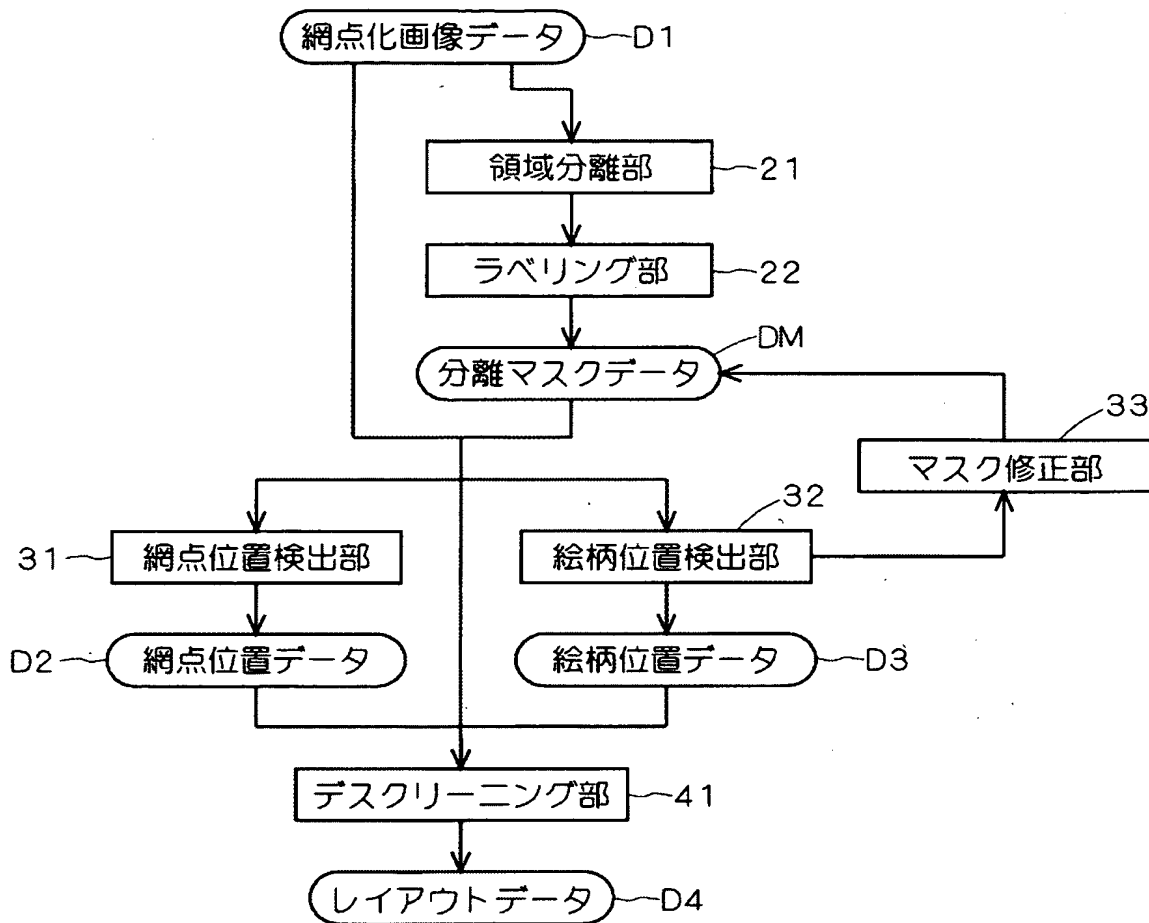 網点化画像データ D1
領域分離部 21
ラベリング部 22
DM
分離マスクデータ
33
マスク修正部
32
31 網点位置検出部 絵柄位置検出部
D2 網点位置データ 絵柄位置データ D3
デスクリーニング部 41
レイアウトデータ D4